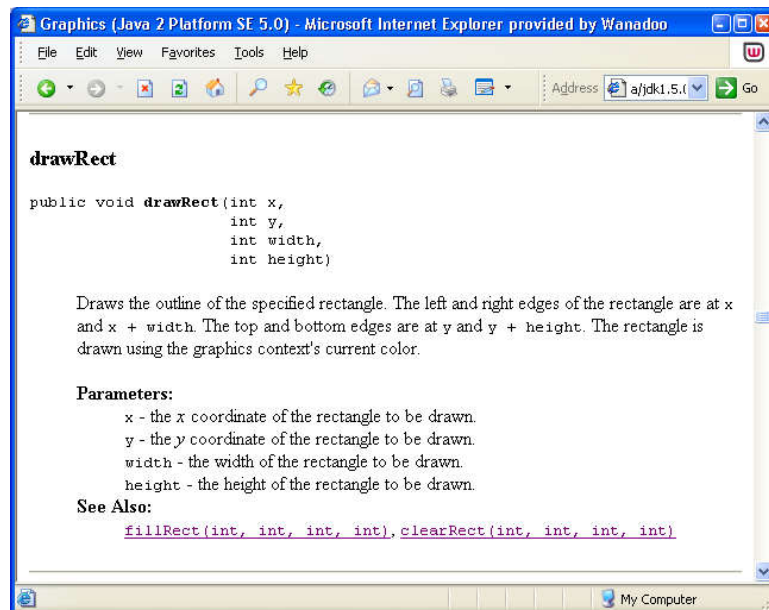 Graphics (Java 2 Platform SE 5.0) - Microsoft Internet Explorer provided by Wanadoo
File Edit View Favorites Tools Help
Address a/jdk1.5.( Go
drawRect
public void drawRect(int x,
int y,
int width,
int height)
Draws the outline of the specified rectangle. The left and right edges of the rectangle are at x
and x + width. The top and bottom edges are at y and y + height. The rectangle is
drawn using the graphics context's current color.
Parameters:
x - the x coordinate of the rectangle to be drawn.
y - the y coordinate of the rectangle to be drawn.
width - the width of the rectangle to be drawn.
height - the height of the rectangle to be drawn.
See Also:
fillRect(int, int, int, int), clearRect(int, int, int, int)
My Computer